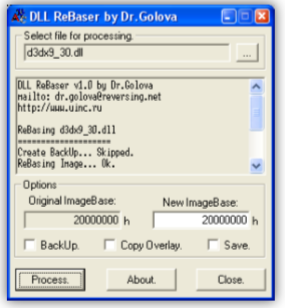 DLL ReBaser by Dr.Golova
Select file for processing.
d3dx9_30.dll
...
DLL ReBaser v1.0 by Dr.Golova
mailto: dr.golova@reversing.net
http://www.uinc.ru
ReBasing d3dx9_30.dll
====================
Create BackUp... Skipped.
ReBasing Image... Ok.
Options
Original ImageBase: New ImageBase:
20000000 h 20000000 h
BackUp. Copy Overlay. Save.
Process. About. Close.